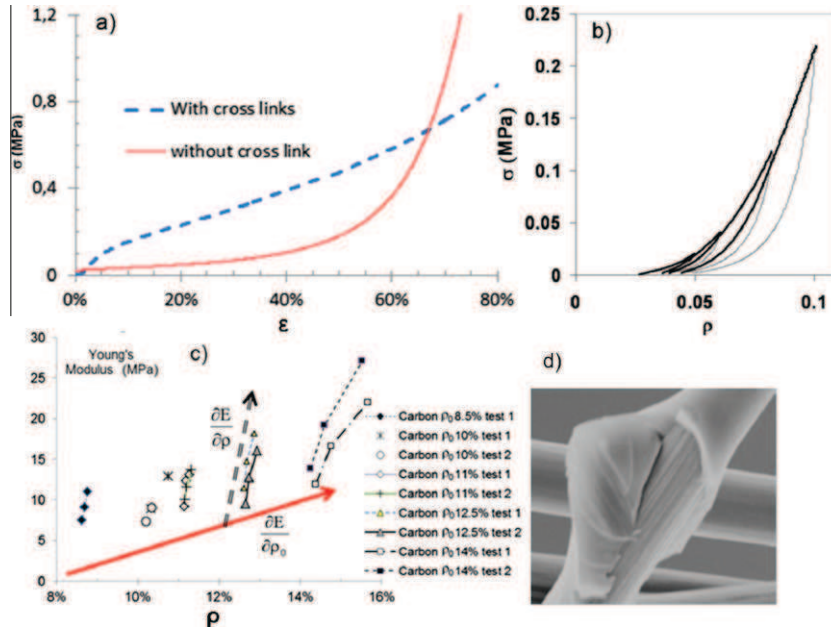 a)
1,2
0,8
0,4
0
σ (MPa)
With cross links
without cross link
0%
20%
40%
60%
80%
ε
b)
0.25
0.2
0.15
0.1
0.05
0
σ (MPa)
0
0.05
0.1
ρ
c)
30
25
20
15
10
5
0
Young's
Modulus (MPa)
∂E
∂ρ
∂E
∂ρ₀
8%
10%
12%
14%
16%
ρ
Carbon ρ₀ 8.5% test 1
Carbon ρ₀ 10% test 1
Carbon ρ₀ 10% test 2
Carbon ρ₀ 11% test 1
Carbon ρ₀ 11% test 2
Carbon ρ₀ 12.5% test 1
Carbon ρ₀ 12.5% test 2
Carbon ρ₀ 14% test 1
Carbon ρ₀ 14% test 2
d)